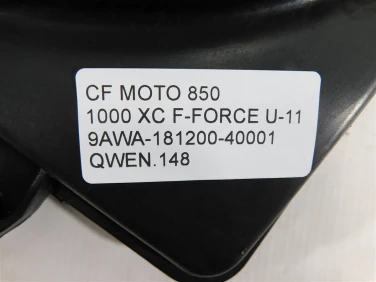 CF MOTO 850
1000 XC F-FORCE U-11
9AWA-181200-40001
QWEN.148